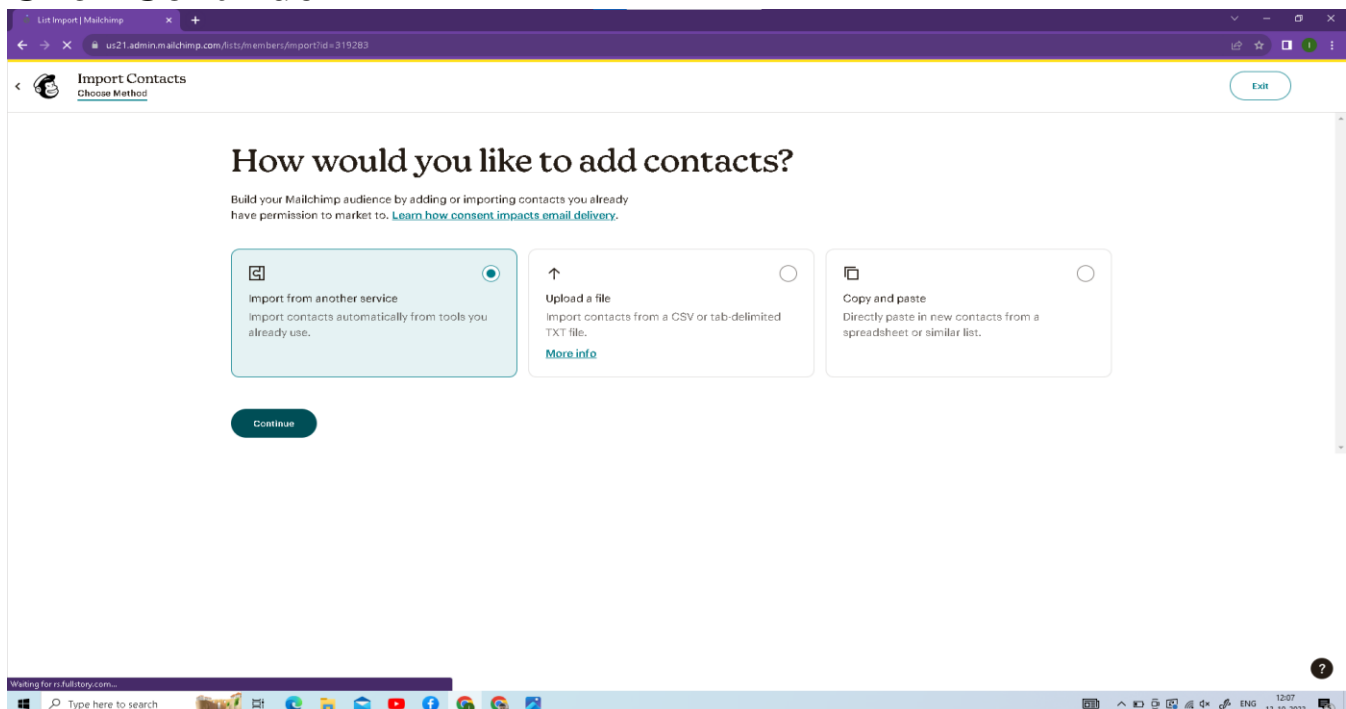 List Import | Mailchimp
us21.admin.mailchimp.com/lists/members/import?id=319283
Import Contacts
Choose Method
Exit
How would you like to add contacts?
Build your Mailchimp audience by adding or importing contacts you already
have permission to market to. Learn how consent impacts email delivery.
Import from another service
Import contacts automatically from tools you
already use.
Upload a file
Import contacts from a CSV or tab-delimited
TXT file.
More info
Copy and paste
Directly paste in new contacts from a
spreadsheet or similar list.
Continue
?
Waiting for rs.fullstory.com...
Type here to search
ENG
12:07